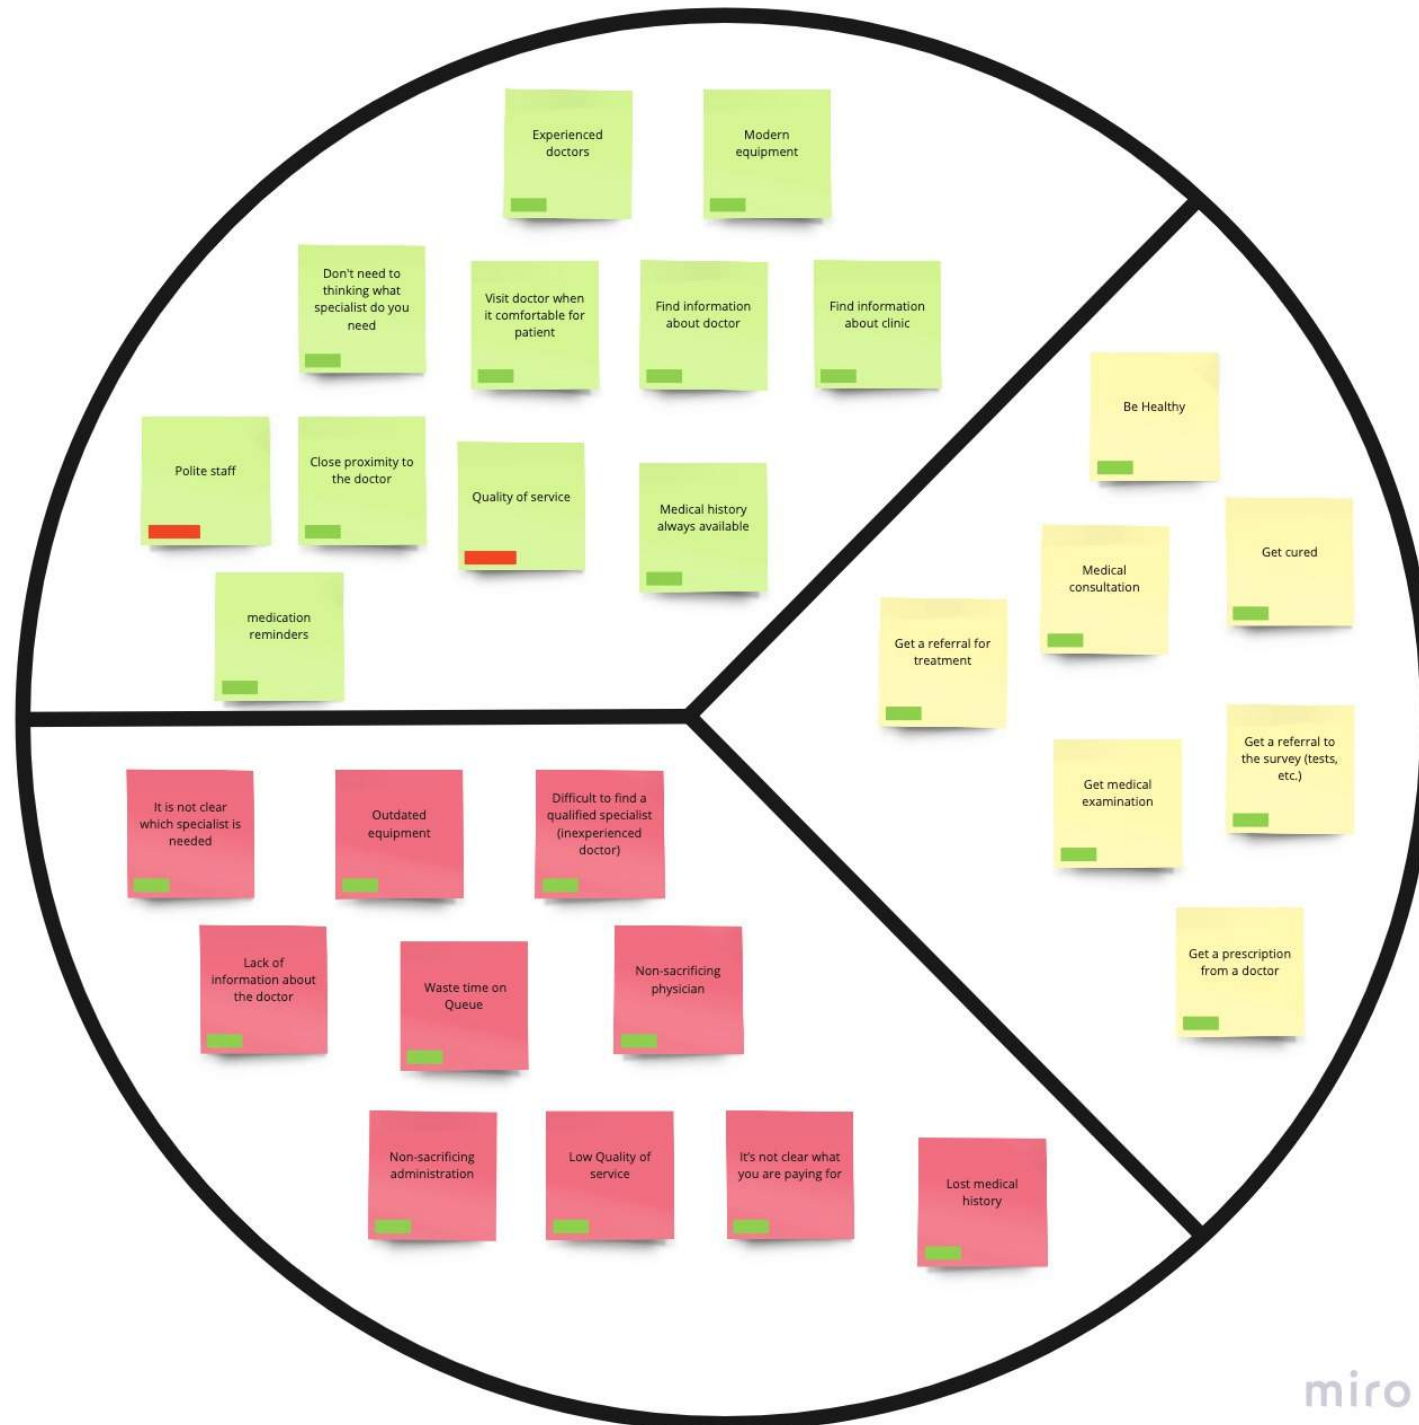 Experienced
doctors
Modern
equipment
Don't need to
thinking what
specialist do you
need
Visit doctor when
it comfortable for
patient
Find information
about doctor
Find information
about clinic
Polite staff
Close proximity to
the doctor
Quality of service
Medical history
always available
medication
reminders
Be Healthy
Get cured
Medical
consultation
Get a referral for
treatment
Get a referral to
the survey (tests,
etc.)
Get medical
examination
Get a prescription
from a doctor
It is not clear
which specialist is
needed
Outdated
equipment
Difficult to find a
qualified specialist
(inexperienced
doctor)
Lack of
information about
the doctor
Waste time on
Queue
Non-sacrificing
physician
Non-sacrificing
administration
Low Quality of
service
It's not clear what
you are paying for
Lost medical
history
miro